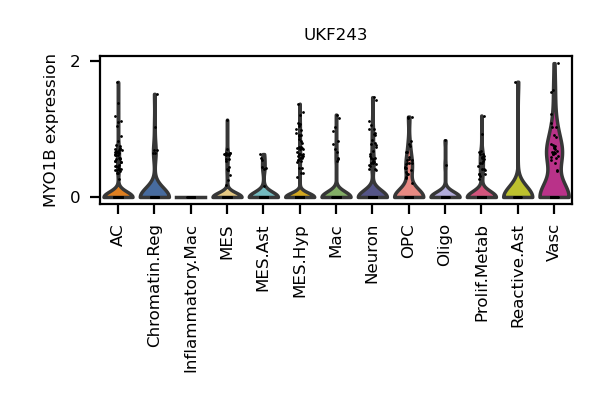 UKF243
MYO1B expression
2
0
AC
Chromatin.Reg
Inflammatory.Mac
MES
MES.Ast
MES.Hyp
Mac
Neuron
OPC
Oligo
Prolif.Metab
Reactive.Ast
Vasc